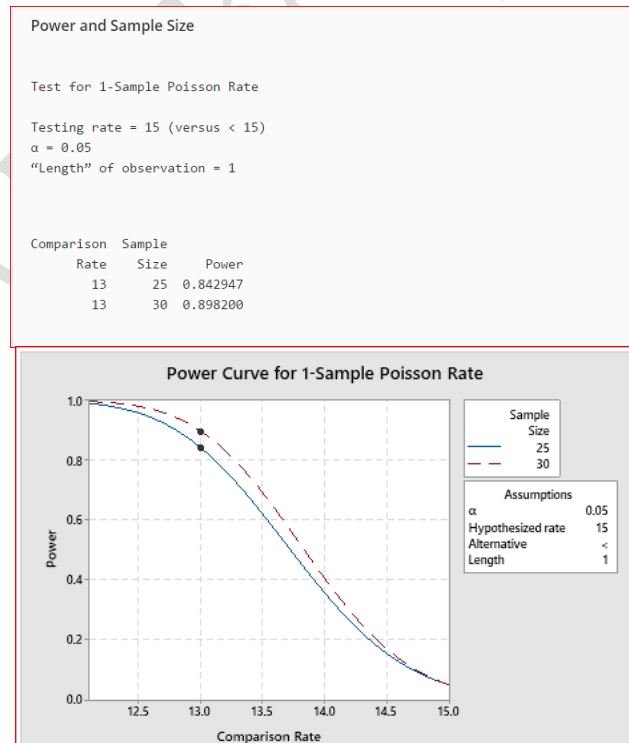 Power and Sample Size
Test for 1-Sample Poisson Rate
Testing rate = 15 (versus < 15)
α = 0.05
“Length” of observation = 1
Comparison Sample
Rate Size Power
13 25 0.842947
13 30 0.898200
Power Curve for 1-Sample Poisson Rate
1.0
0.8
0.6
0.4
0.2
0.0
Power
12.5 13.0 13.5 14.0 14.5 15.0
Comparison Rate
Sample
Size
25
30
Assumptions
α 0.05
Hypothesized rate 15
Alternative <
Length 1